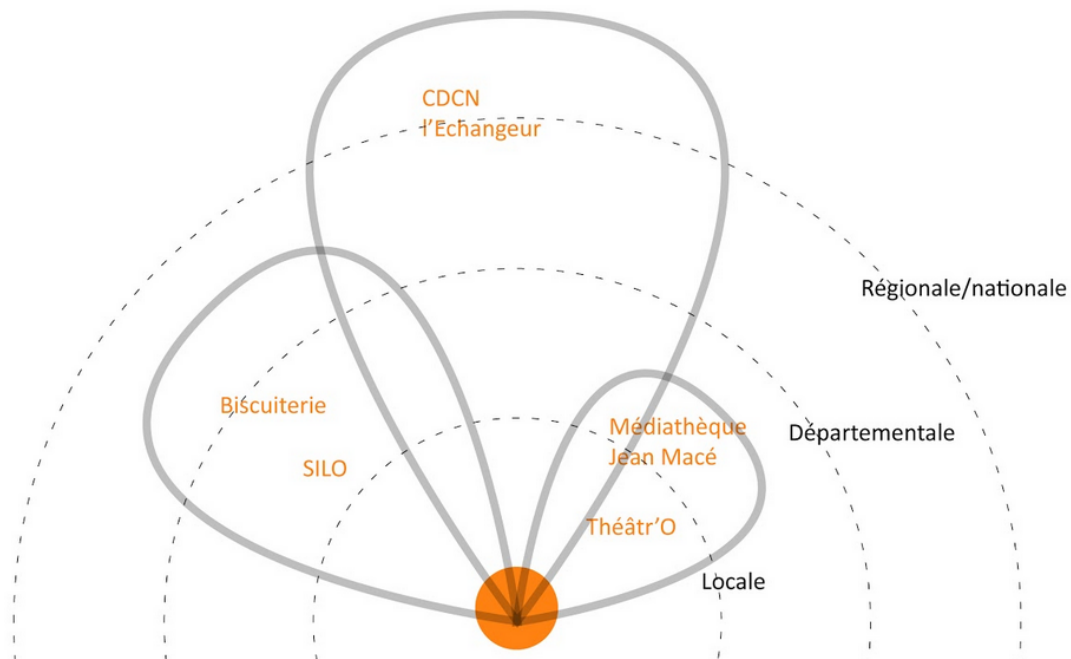 CDCN
l'Echangeur
Régionale/nationale
Biscuiterie
Médiathèque
Jean Macé
Départementale
SILO
Théâtr'O
Locale